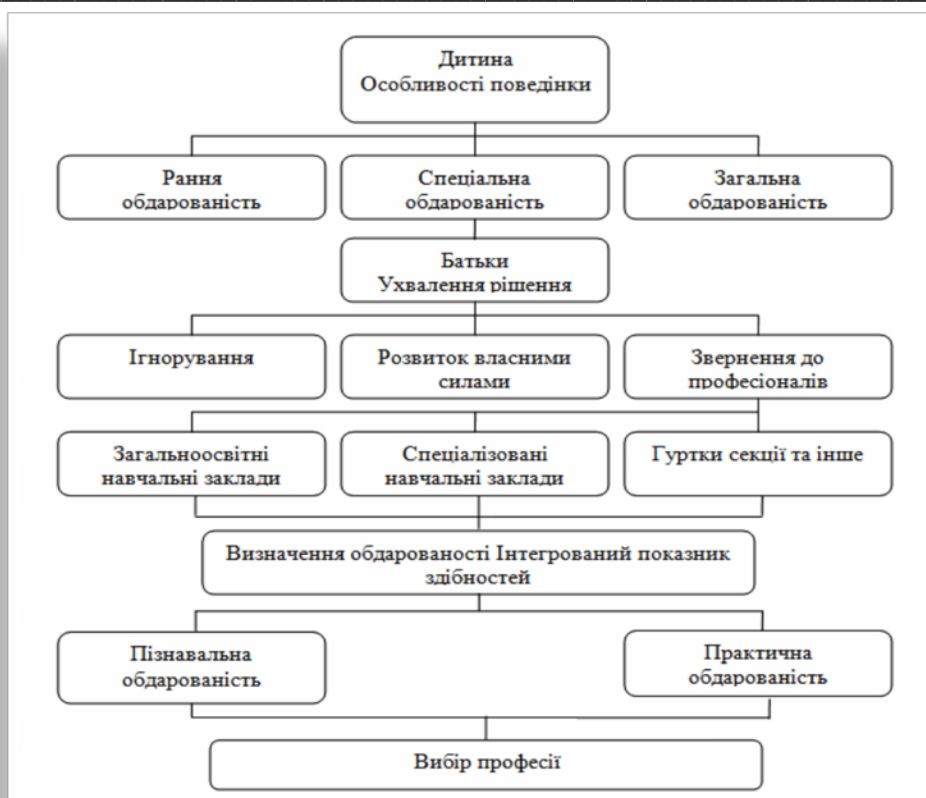 Дитина
Особливості поведінки
Рання
обдарованість
Спеціальна
обдарованість
Загальна
обдарованість
Батьки
Ухвалення рішення
Ігнорування
Розвиток власними
силами
Звернення до
професіоналів
Загальноосвітні
навчальні заклади
Спеціалізовані
навчальні заклади
Гуртки секції та інше
Визначення обдарованості Інтегрований показник
здібностей
Пізнавальна
обдарованість
Практична
обдарованість
Вибір професії